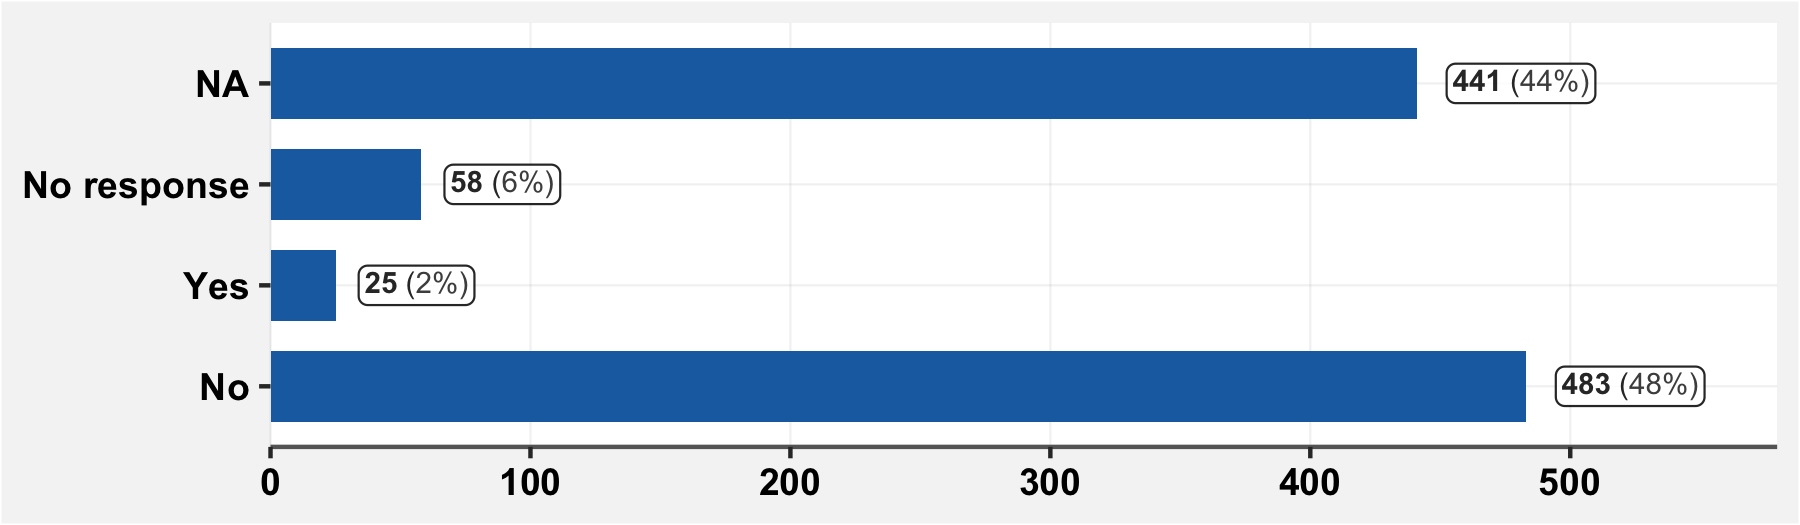 NA 441 (44%)
No response 58 (6%)
Yes 25 (2%)
No 483 (48%)
0 100 200 300 400 500